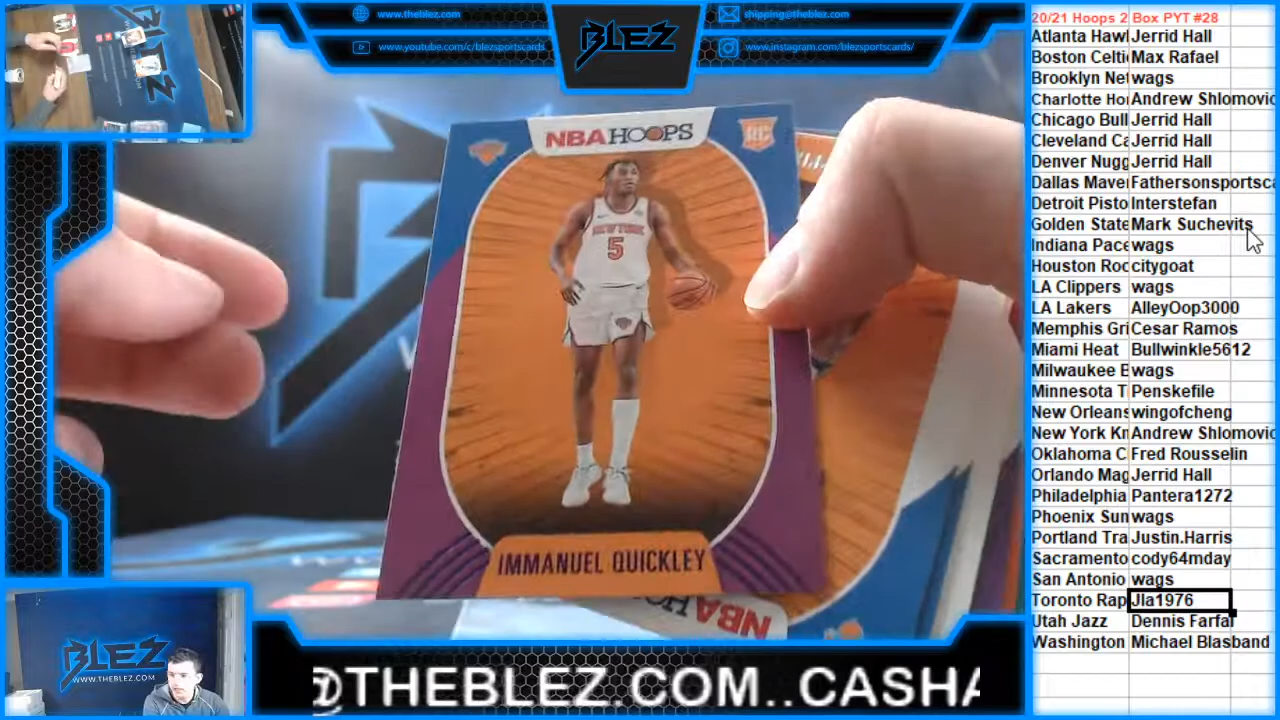 www.theblez.com
shipping@theblez.com
www.youtube.com/c/blezsportscards/
www.instagram.com/blezsportscards/
BLEZ
20/21 Hoops 2 Box PYT #28
Atlanta Hawl Jerrid Hall
Boston Celti Max Rafael
Brooklyn Net wags
Charlotte Hor Andrew Shlomovic
Chicago Bull Jerrid Hall
Cleveland Ca Jerrid Hall
Denver Nugg Jerrid Hall
Dallas Maver Fathersonsportsca
Detroit Pisto Interstefan
Golden State Mark Suchevits
Indiana Pace wags
Houston Roc citygoat
LA Clippers wags
LA Lakers AlleyOop3000
Memphis Gri Cesar Ramos
Miami Heat Bullwinkle5612
Milwaukee B wags
Minnesota T Penskefile
New Orleans wingofcheng
New York Kn Andrew Shlomovic
Oklahoma C Fred Rousselin
Orlando Mag Jerrid Hall
Philadelphia Pantera1272
Phoenix Sun wags
Portland Tra Justin.Harris
Sacramento cody64mday
San Antonio wags
Toronto Rap Jla1976
Utah Jazz Dennis Farfal
Washington Michael Blasband
NBA HOOPS
RC
NEW YORK
5
IMMANUEL QUICKLEY
NBA HOOPS
BLEZ
BLEZ
WWW.THEBLEZ.COM
@THEBLEZ.COM..CASHA